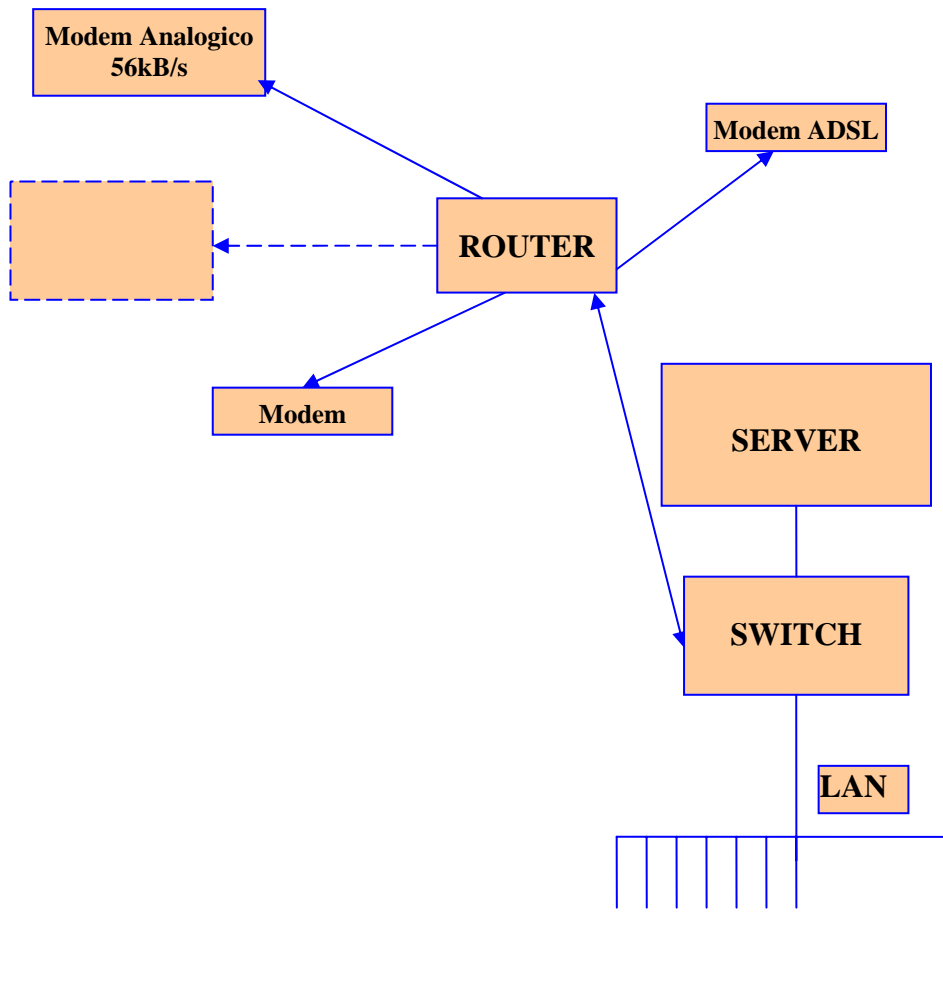 Modem Analogico
56kB/s
Modem ADSL
ROUTER
Modem
SERVER
SWITCH
LAN